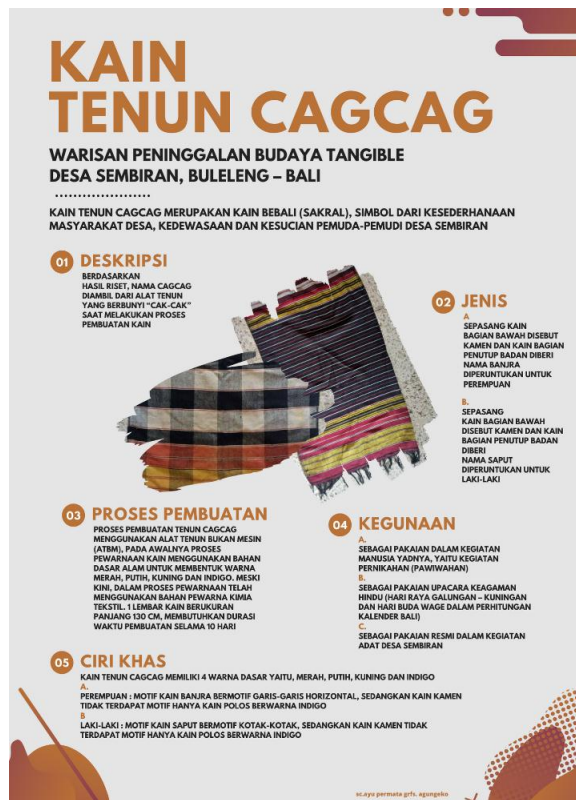 KAIN
TENUN CAGCAG
WARISAN PENINGGALAN BUDAYA TANGIBLE
DESA SEMBIRAN, BULELENG – BALI
KAIN TENUN CAGCAG MERUPAKAN KAIN BEBALI (SAKRAL), SIMBOL DARI KESEDERHANAAN
MASYARAKAT DESA, KEDEWASAAN DAN KESUCIAN PEMUDA-PEMUDI DESA SEMBIRAN
01 DESKRIPSI
BERDASARKAN
HASIL RISET, NAMA CAGCAG
DIAMBIL DARI ALAT TENUN
YANG BERBUNYI “CAK-CAK”
SAAT MELAKUKAN PROSES
PEMBUATAN KAIN
02 JENIS
A
SEPASANG KAIN
BAGIAN BAWAH DISEBUT
KAMEN DAN KAIN BAGIAN
PENUTUP BADAN DIBERI
NAMA BANJRA
DIPERUNTUKAN UNTUK
PEREMPUAN
B.
SEPASANG
KAIN BAGIAN BAWAH
DISEBUT KAMEN DAN KAIN
BAGIAN PENUTUP BADAN
DIBERI
NAMA SAPUT
DIPERUNTUKAN UNTUK
LAKI-LAKI
03 PROSES PEMBUATAN
PROSES PEMBUATAN TENUN CAGCAG
MENGGUNAKAN ALAT TENUN BUKAN MESIN
(ATBM), PADA AWALNYA PROSES
PEWARNAAN KAIN MENGGUNAKAN BAHAN
DASAR ALAM UNTUK MEMBENTUK WARNA
MERAH, PUTIH, KUNING DAN INDIGO. MESKI
KINI, DALAM PROSES PEWARNAAN TELAH
MENGGUNAKAN BAHAN PEWARNA KIMIA
TEKSTIL. 1 LEMBAR KAIN BERUKURAN
PANJANG 130 CM, MEMBUTUHKAN DURASI
WAKTU PEMBUATAN SELAMA 10 HARI
04 KEGUNAAN
A.
SEBAGAI PAKAIAN DALAM KEGIATAN
MANUSIA YADNYA, YAITU KEGIATAN
PERNIKAHAN (PAWIWAHAN)
B.
SEBAGAI PAKAIAN UPACARA KEAGAMAN
HINDU (HARI RAYA GALUNGAN – KUNINGAN
DAN HARI BUDA WAGE DALAM PERHITUNGAN
KALENDER BALI)
C.
SEBAGAI PAKAIAN RESMI DALAM KEGIATAN
ADAT DESA SEMBIRAN
05 CIRI KHAS
KAIN TENUN CAGCAG MEMILIKI 4 WARNA DASAR YAITU, MERAH, PUTIH, KUNING DAN INDIGO
A.
PEREMPUAN : MOTIF KAIN BANJRA BERMOTIF GARIS-GARIS HORIZONTAL, SEDANGKAN KAIN KAMEN
TIDAK TERDAPAT MOTIF HANYA KAIN POLOS BERWARNA INDIGO
B
LAKI-LAKI : MOTIF KAIN SAPUT BERMOTIF KOTAK-KOTAK, SEDANGKAN KAIN KAMEN TIDAK
TERDAPAT MOTIF HANYA KAIN POLOS BERWARNA INDIGO
sc.ayu permata grfs. agungeko